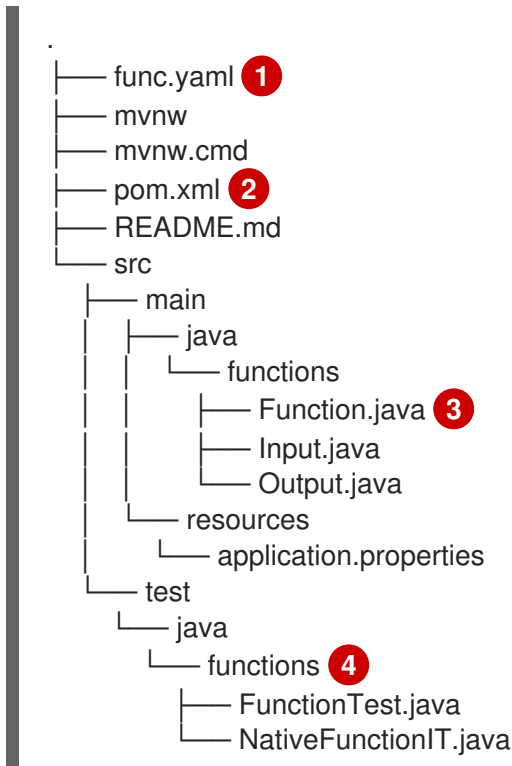 .
├── func.yaml 1
├── mvnw
├── mvnw.cmd
├── pom.xml 2
├── README.md
└── src
    ├── main
    │   ├── java
    │   │   └── functions
    │   │       ├── Function.java 3
    │   │       ├── Input.java
    │   │       └── Output.java
    │   └── resources
    │       └── application.properties
    └── test
        └── java
            └── functions 4
                ├── FunctionTest.java
                └── NativeFunctionIT.java